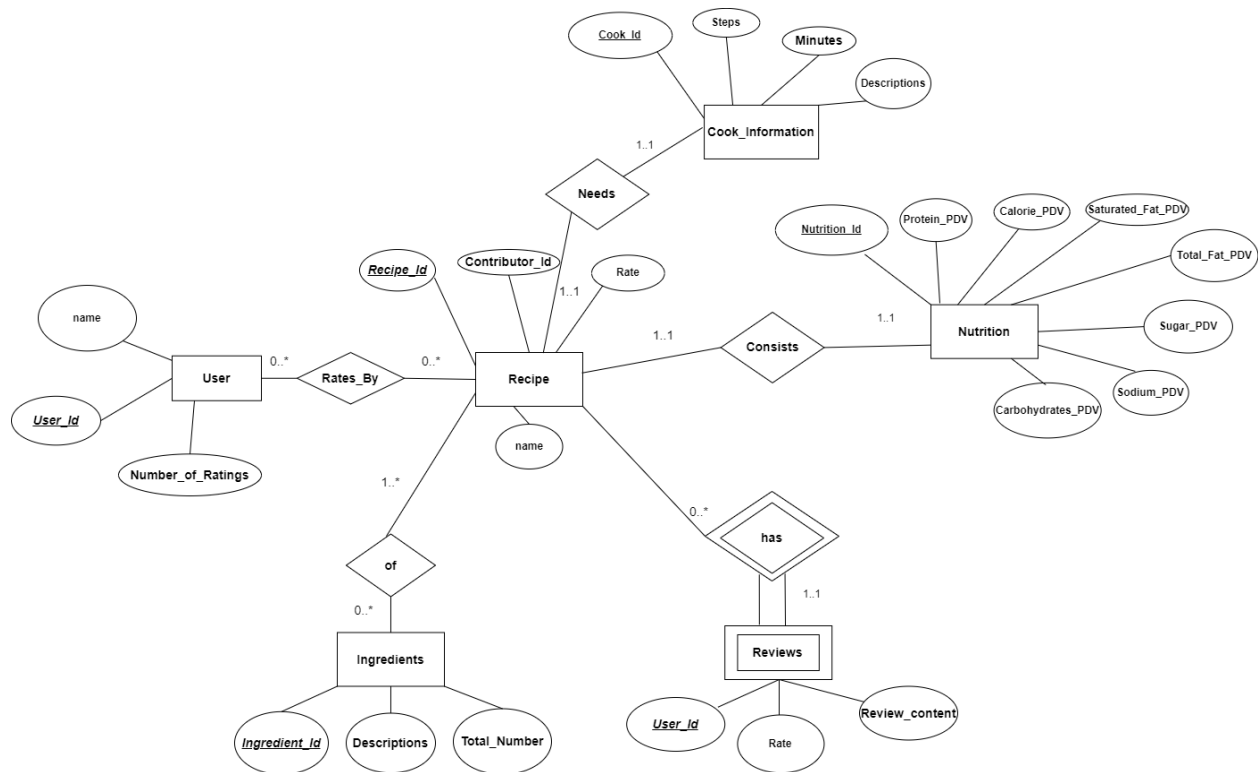 Steps
Cook_Id
Minutes
Descriptions
Cook_Information
1..1
Needs
Nutrition_Id
Protein_PDV
Calorie_PDV
Saturated_Fat_PDV
Total_Fat_PDV
Recipe_Id
Contributor_Id
Rate
1..1
name
1..1
1..1
Sugar_PDV
Nutrition
Consists
User
0..*
Rates_By
0..*
Recipe
User_Id
Sodium_PDV
Carbohydrates_PDV
name
Number_of_Ratings
1..*
0..*
has
of
1..1
0..*
Ingredients
Reviews
User_Id
Review_content
Ingredient_Id
Descriptions
Total_Number
Rate